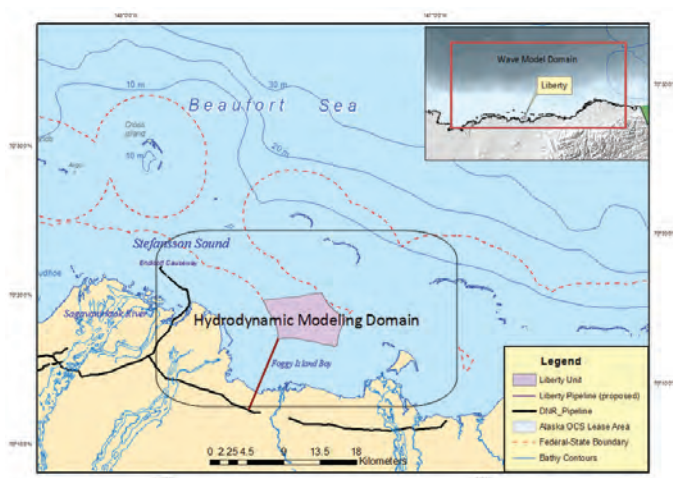 Beaufort Sea
30 m
10 m
20 m
Cross
Island
10 m
Stefansson Sound
Endicott Causeway
Sagavanirktok River
Hydrodynamic Modeling Domain
Foggy Island Bay
0 2.25 4.5 9 13.5 18
Kilometers
Wave Model Domain
Liberty
Legend
Liberty Unit
Liberty Pipeline (proposed)
DNR_Pipeline
Alaska OCS Lease Area
Federal-State Boundary
Bathy Contours